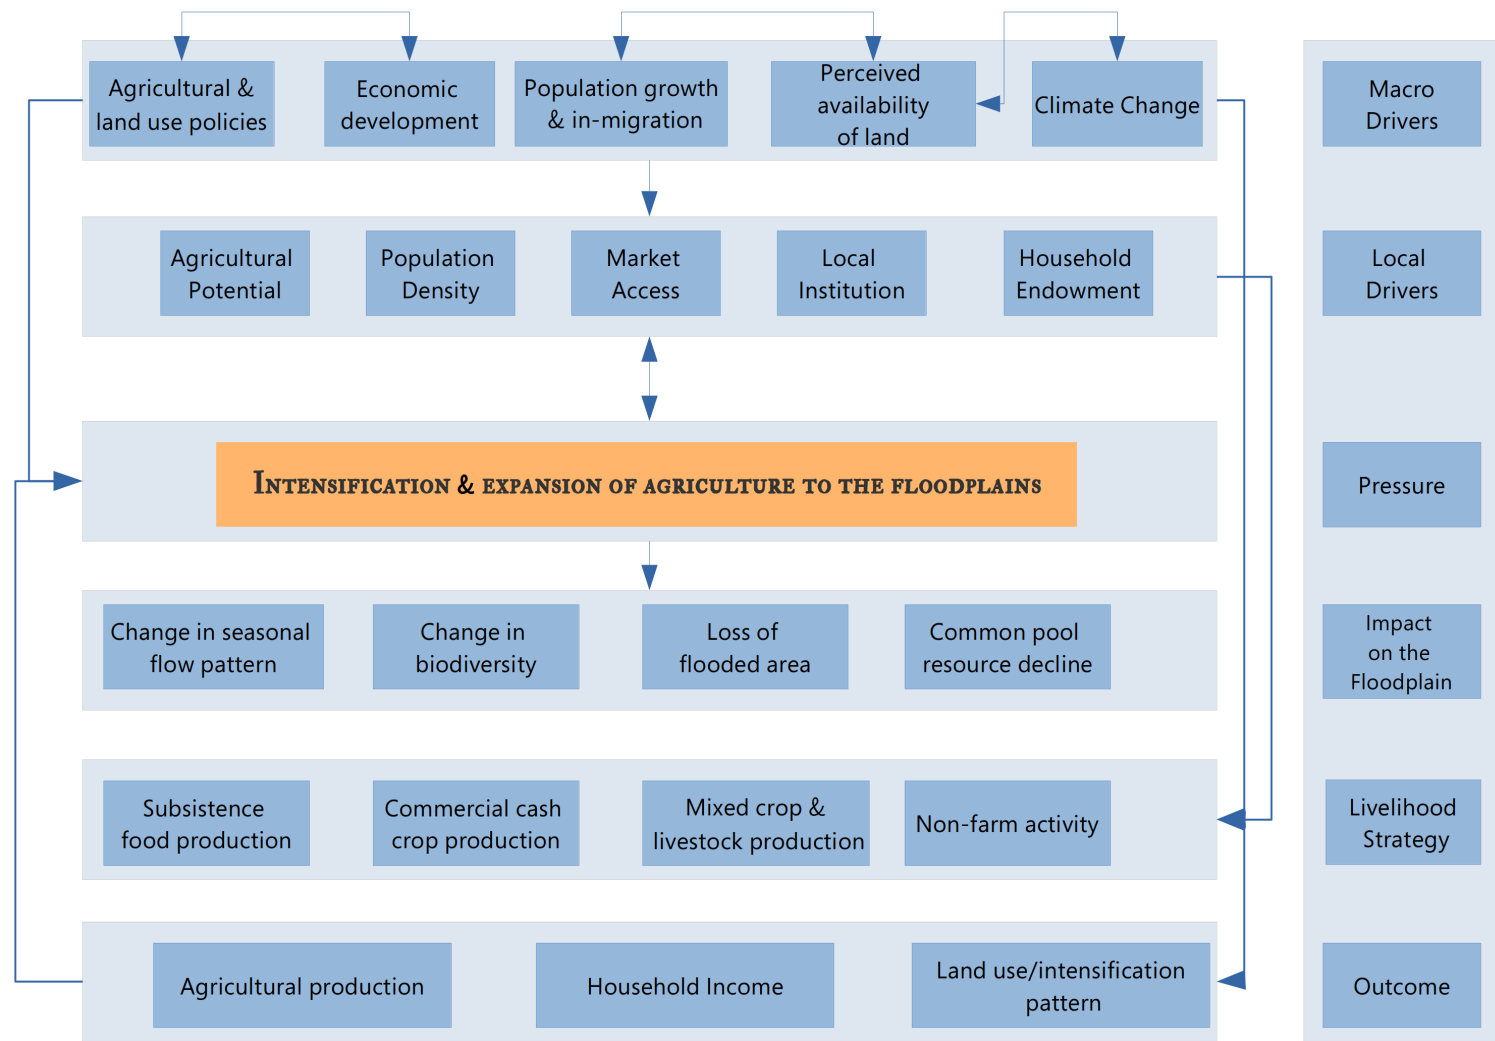 Agricultural &
land use policies
Economic
development
Population growth
& in-migration
Perceived
availability
of land
Climate Change
Macro
Drivers
Agricultural
Potential
Population
Density
Market
Access
Local
Institution
Household
Endowment
Local
Drivers
Intensification & expansion of agriculture to the floodplains
Pressure
Change in seasonal
flow pattern
Change in
biodiversity
Loss of
flooded area
Common pool
resource decline
Impact
on the
Floodplain
Subsistence
food production
Commercial cash
crop production
Mixed crop &
livestock production
Non-farm activity
Livelihood
Strategy
Agricultural production
Household Income
Land use/intensification
pattern
Outcome